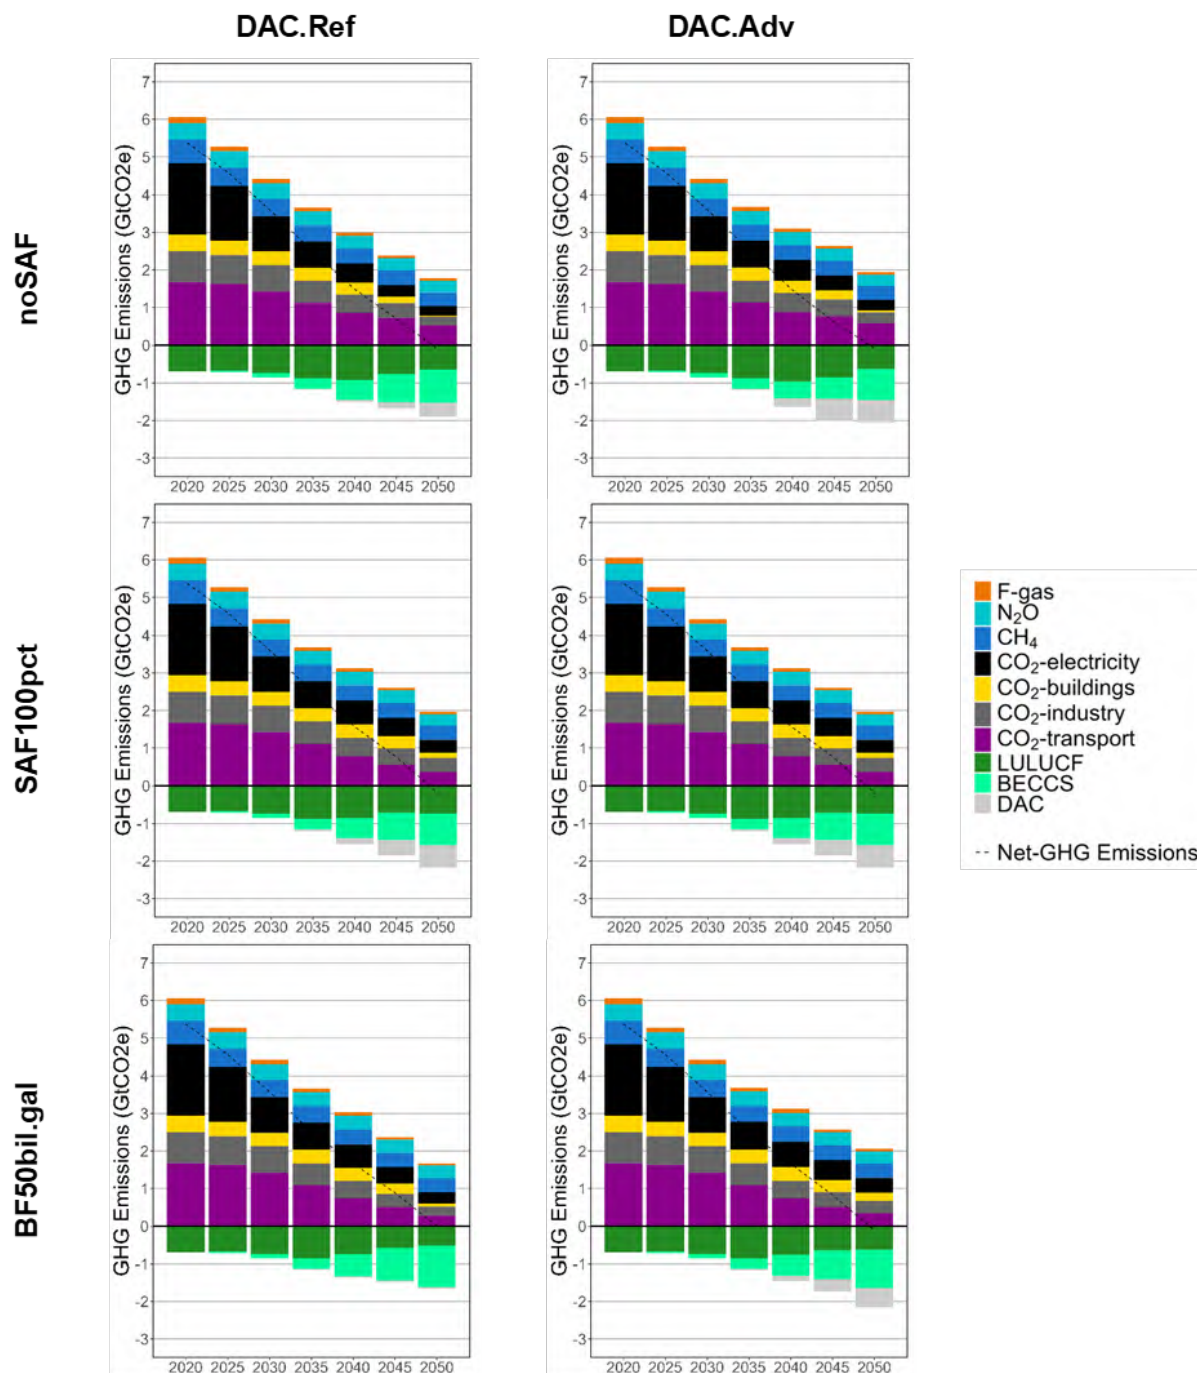 DAC.Ref DAC.Adv
noSAF
GHG Emissions (GtCO2e)
7
6
5
4
3
2
1
0
-1
-2
-3
2020 2025 2030 2035 2040 2045 2050
GHG Emissions (GtCO2e)
7
6
5
4
3
2
1
0
-1
-2
-3
2020 2025 2030 2035 2040 2045 2050
SAF100pct
GHG Emissions (GtCO2e)
7
6
5
4
3
2
1
0
-1
-2
-3
2020 2025 2030 2035 2040 2045 2050
GHG Emissions (GtCO2e)
7
6
5
4
3
2
1
0
-1
-2
-3
2020 2025 2030 2035 2040 2045 2050
BF50bil.gal
GHG Emissions (GtCO2e)
7
6
5
4
3
2
1
0
-1
-2
-3
2020 2025 2030 2035 2040 2045 2050
GHG Emissions (GtCO2e)
7
6
5
4
3
2
1
0
-1
-2
-3
2020 2025 2030 2035 2040 2045 2050
F-gas
N₂O
CH₄
CO₂-electricity
CO₂-buildings
CO₂-industry
CO₂-transport
LULUCF
BECCS
DAC
Net-GHG Emissions